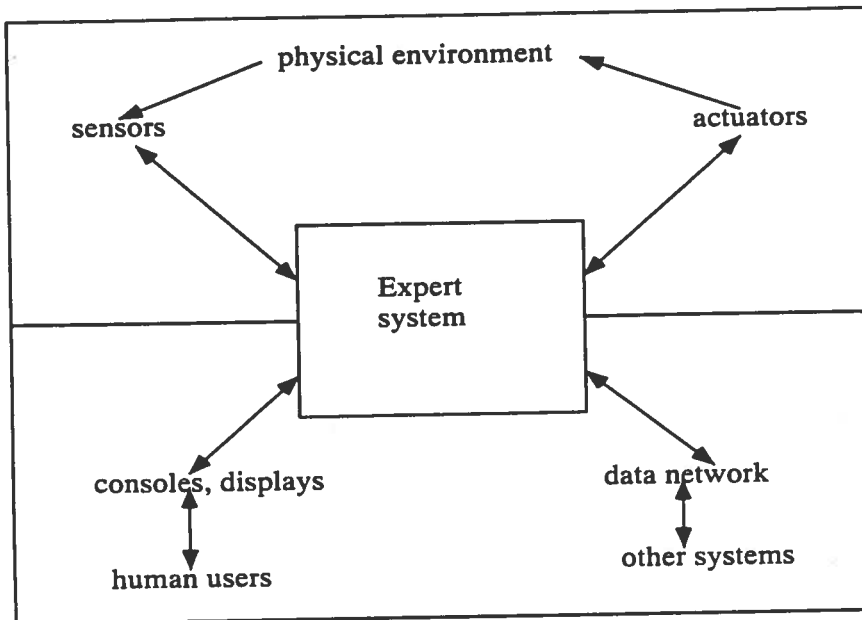 physical environment
sensors
actuators
Expert
system
consoles, displays
data network
human users
other systems